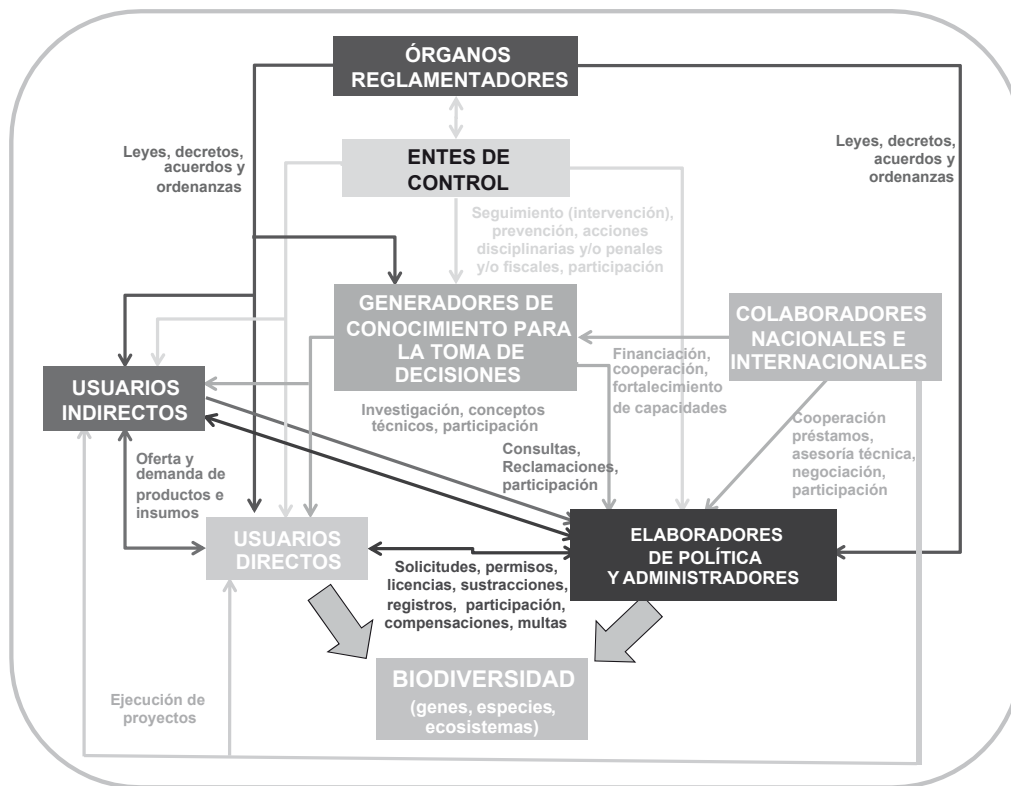 ÓRGANOS
REGLAMENTADORES
Leyes, decretos,
acuerdos y
ordenanzas
ENTES DE
CONTROL
Leyes, decretos,
acuerdos y
ordenanzas
Seguimiento (intervención),
prevención, acciones
disciplinarias y/o penales
y/o fiscales, participación
GENERADORES DE
CONOCIMIENTO PARA
LA TOMA DE
DECISIONES
COLABORADORES
NACIONALES E
INTERNACIONALES
Financiación,
cooperación,
fortalecimiento
de capacidades
USUARIOS
INDIRECTOS
Investigación, conceptos
técnicos, participación
Cooperación
préstamos,
asesoría técnica,
negociación,
participación
Consultas,
Reclamaciones,
participación
Oferta y
demanda de
productos e
insumos
USUARIOS
DIRECTOS
ELABORADORES
DE POLÍTICA
Y ADMINISTRADORES
Solicitudes, permisos,
licencias, sustracciones,
registros, participación,
compensaciones, multas
BIODIVERSIDAD
(genes, especies,
ecosistemas)
Ejecución de
proyectos